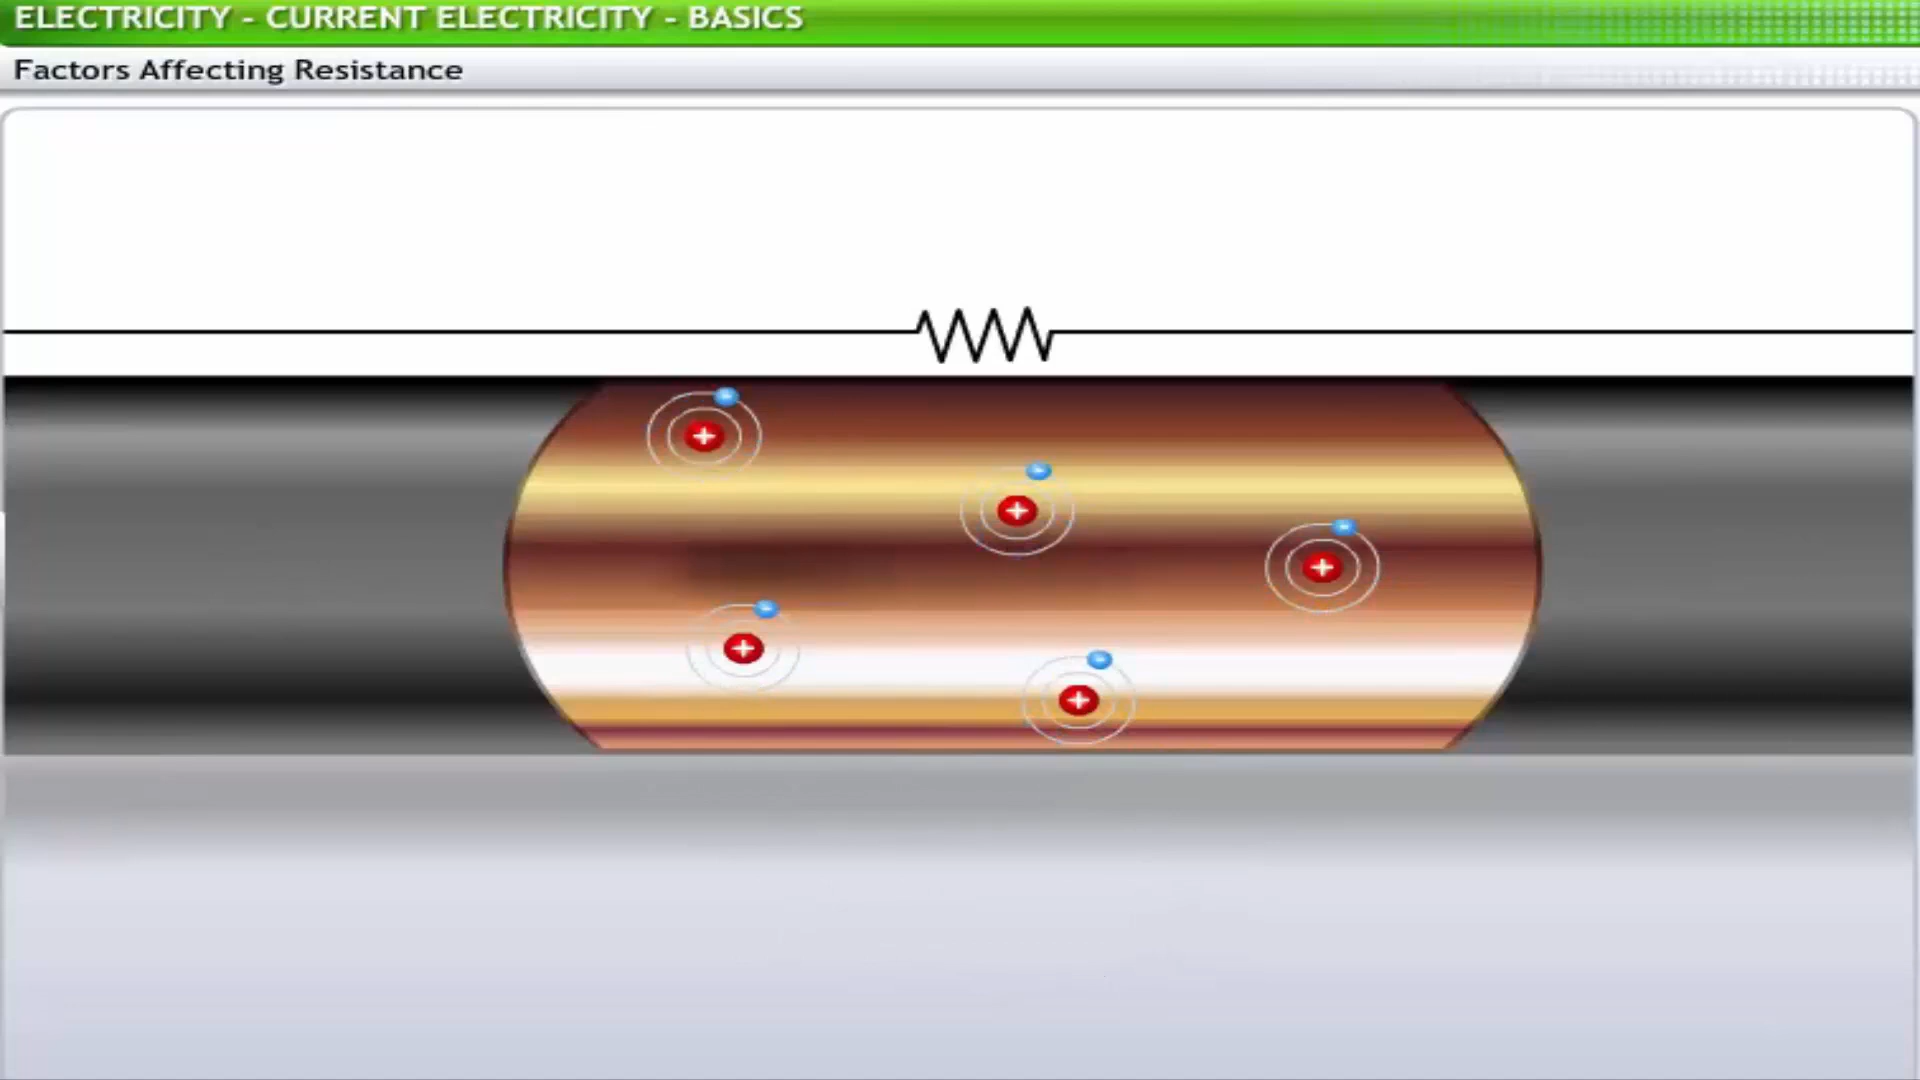 ELECTRICITY - CURRENT ELECTRICITY - BASICS
Factors Affecting Resistance